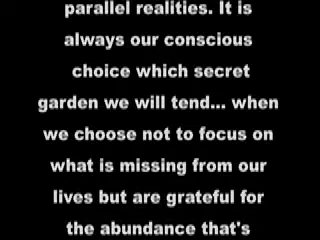 parallel realities. It is
always our conscious
choice which secret
garden we will tend... when
we choose not to focus on
what is missing from our
lives but are grateful for
the abundance that's